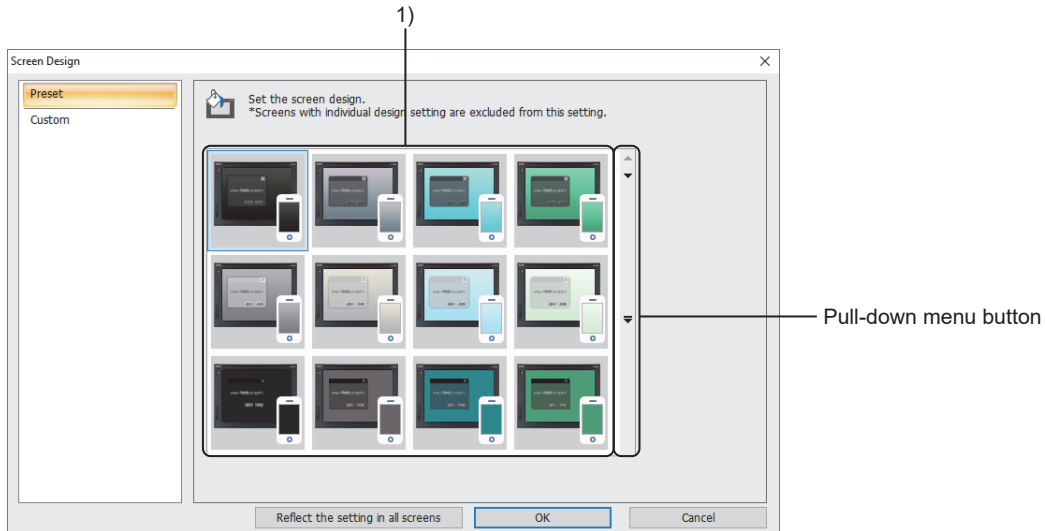 1)
Screen Design
Preset
Custom
Set the screen design.
*Screens with individual design setting are excluded from this setting.
Pull-down menu button
Reflect the setting in all screens
OK
Cancel